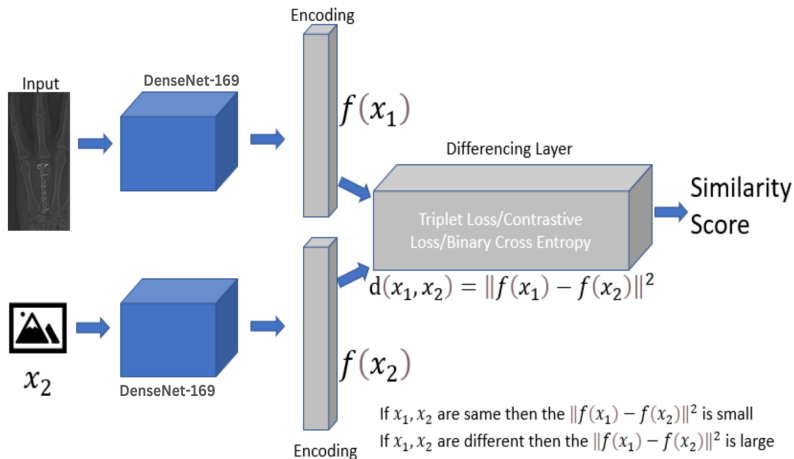 Encoding
DenseNet-169
Input
f(x₁)
Differencing Layer
Triplet Loss/Contrastive
Loss/Binary Cross Entropy
Similarity
Score
d(x₁, x₂) = ‖f(x₁) − f(x₂)‖²
x₂
DenseNet-169
f(x₂)
Encoding
If x₁, x₂ are same then the ‖f(x₁) − f(x₂)‖² is small
If x₁, x₂ are different then the ‖f(x₁) − f(x₂)‖² is large